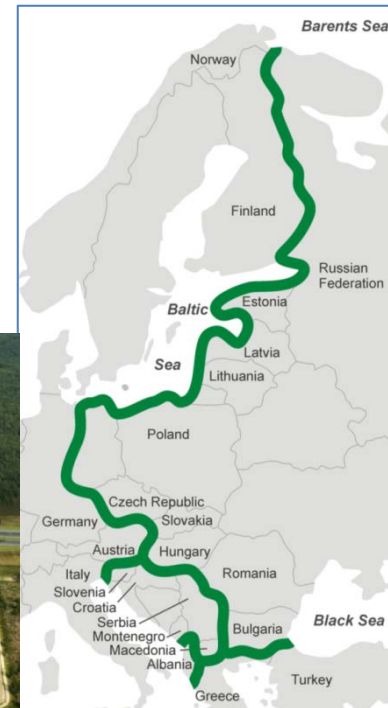 Barents Sea
Norway
Finland
Russian
Federation
Estonia
Baltic
Sea
Latvia
Lithuania
Poland
Czech Republic
Germany
Slovakia
Austria
Hungary
Italy
Slovenia
Croatia
Romania
Serbia
Montenegro
Macedonia
Albania
Bulgaria
Black Sea
Greece
Turkey